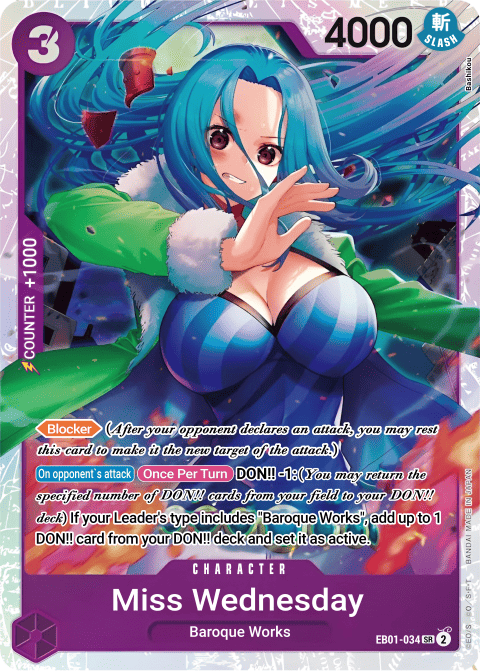 3
4000
斬
SLASH
Bashikou
COUNTER +1000
Blocker (After your opponent declares an attack, you may rest
this card to make it the new target of the attack.)
On opponent`s attack Once Per Turn DON!! -1:(You may return the
specified number of DON!! cards from your field to your DON!!
deck) If your Leader's type includes "Baroque Works", add up to 1
DON!! card from your DON!! deck and set it as active.
CHARACTER
Miss Wednesday
Baroque Works
EB01-034 SR 2
©E.O/S. ©O./S·F·T BANDAI MADE IN JAPAN